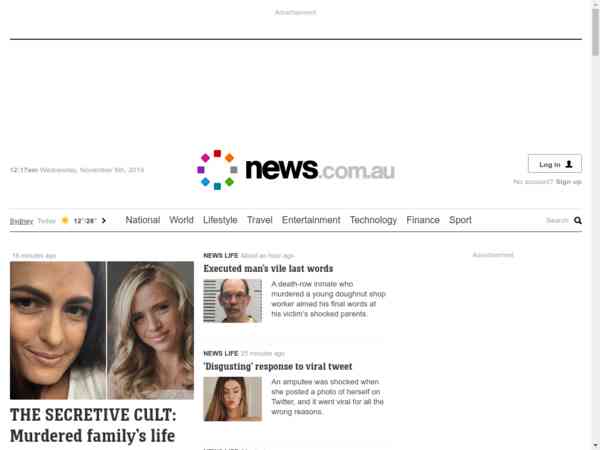 Advertisement
12:17am Wednesday, November 6th, 2019
news.com.au
Log in
No account? Sign up
Sydney Today 12°/28°
National World Lifestyle Travel Entertainment Technology Finance Sport
Search
16 minutes ago
THE SECRETIVE CULT:
Murdered family's life
NEWS LIFE About an hour ago
Executed man's vile last words
A death-row inmate who
murdered a young doughnut shop
worker aimed his final words at
his victim's shocked parents.
NEWS LIFE 25 minutes ago
'Disgusting' response to viral tweet
An amputee was shocked when
she posted a photo of herself on
Twitter, and it went viral for all the
wrong reasons.
Advertisement